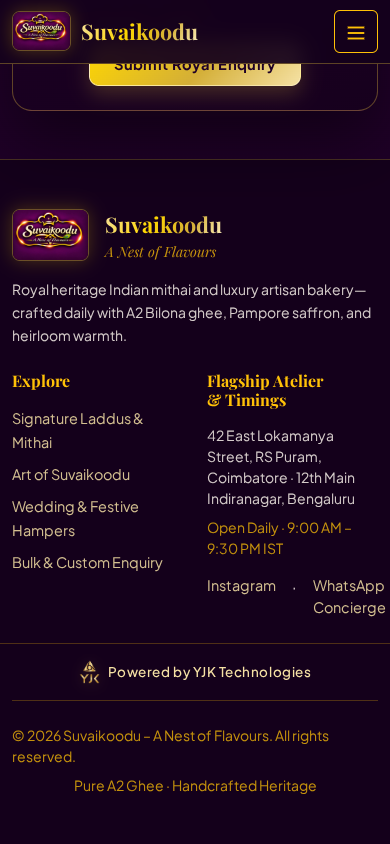 Suvaikoodu
Suvaikoodu
Submit Royal Enquiry
Suvaikoodu
A Nest of Flavours
Suvaikoodu
A Nest of Flavours
Royal heritage Indian mithai and luxury artisan bakery—
crafted daily with A2 Bilona ghee, Pampore saffron, and
heirloom warmth.
Explore
Signature Laddus &
Mithai
Art of Suvaikoodu
Wedding & Festive
Hampers
Bulk & Custom Enquiry
Flagship Atelier
& Timings
42 East Lokamanya
Street, RS Puram,
Coimbatore · 12th Main
Indiranagar, Bengaluru
Open Daily · 9:00 AM –
9:30 PM IST
Instagram · WhatsApp
Concierge
YJK
Powered by YJK Technologies
© 2026 Suvaikoodu – A Nest of Flavours. All rights
reserved.
Pure A2 Ghee · Handcrafted Heritage